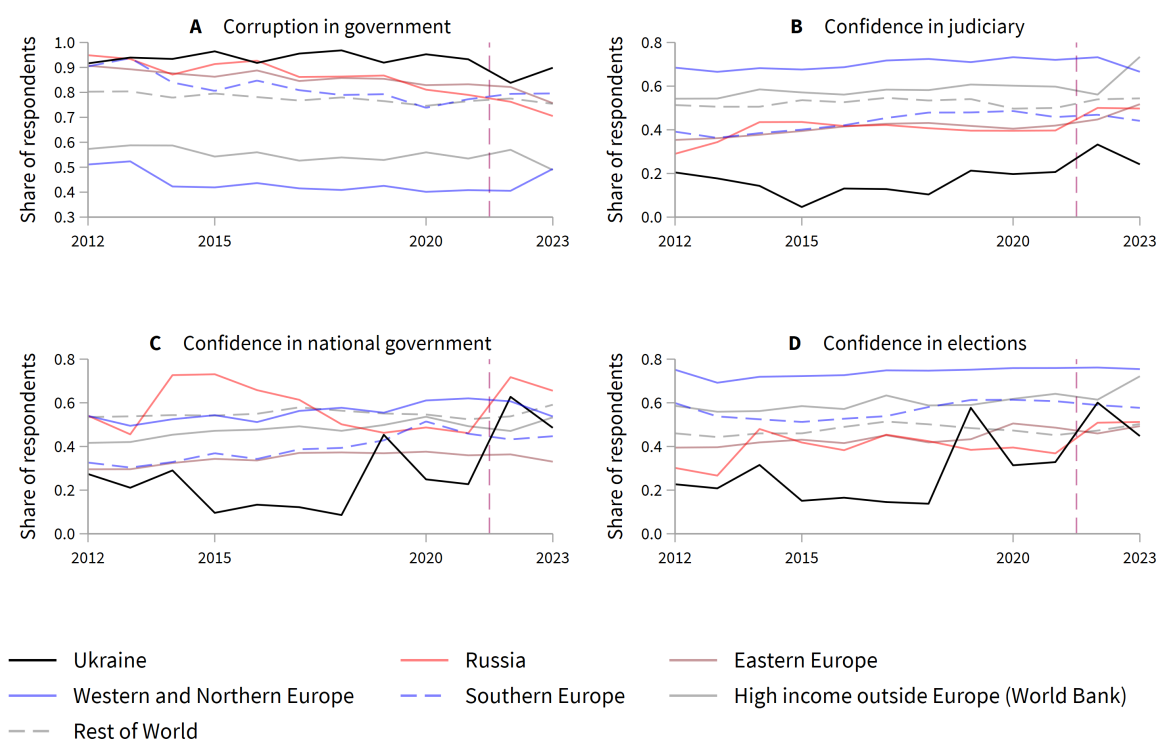 A Corruption in government
Share of respondents
1.0
0.9
0.8
0.7
0.6
0.5
0.4
0.3
2012 2015 2020 2023
B Confidence in judiciary
Share of respondents
0.8
0.6
0.4
0.2
0.0
2012 2015 2020 2023
C Confidence in national government
Share of respondents
0.8
0.6
0.4
0.2
0.0
2012 2015 2020 2023
D Confidence in elections
Share of respondents
0.8
0.6
0.4
0.2
0.0
2012 2015 2020 2023
Ukraine Russia Eastern Europe
Western and Northern Europe Southern Europe High income outside Europe (World Bank)
Rest of World